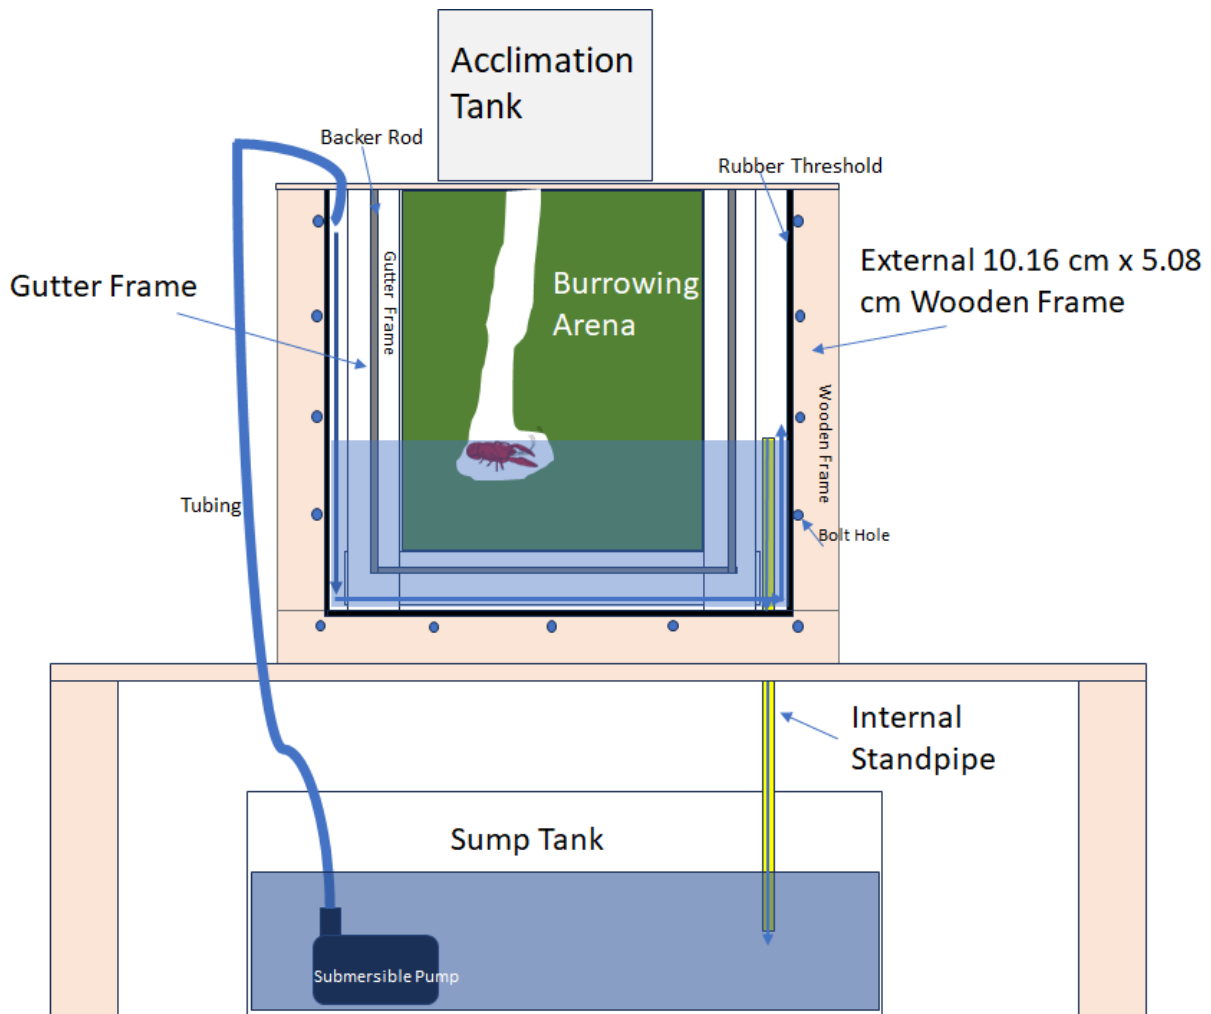 Acclimation
Tank
Backer Rod
Rubber Threshold
Gutter Frame
Gutter Frame
Burrowing
Arena
External 10.16 cm x 5.08
cm Wooden Frame
Wooden Frame
Tubing
Bolt Hole
Internal
Standpipe
Sump Tank
Submersible Pump